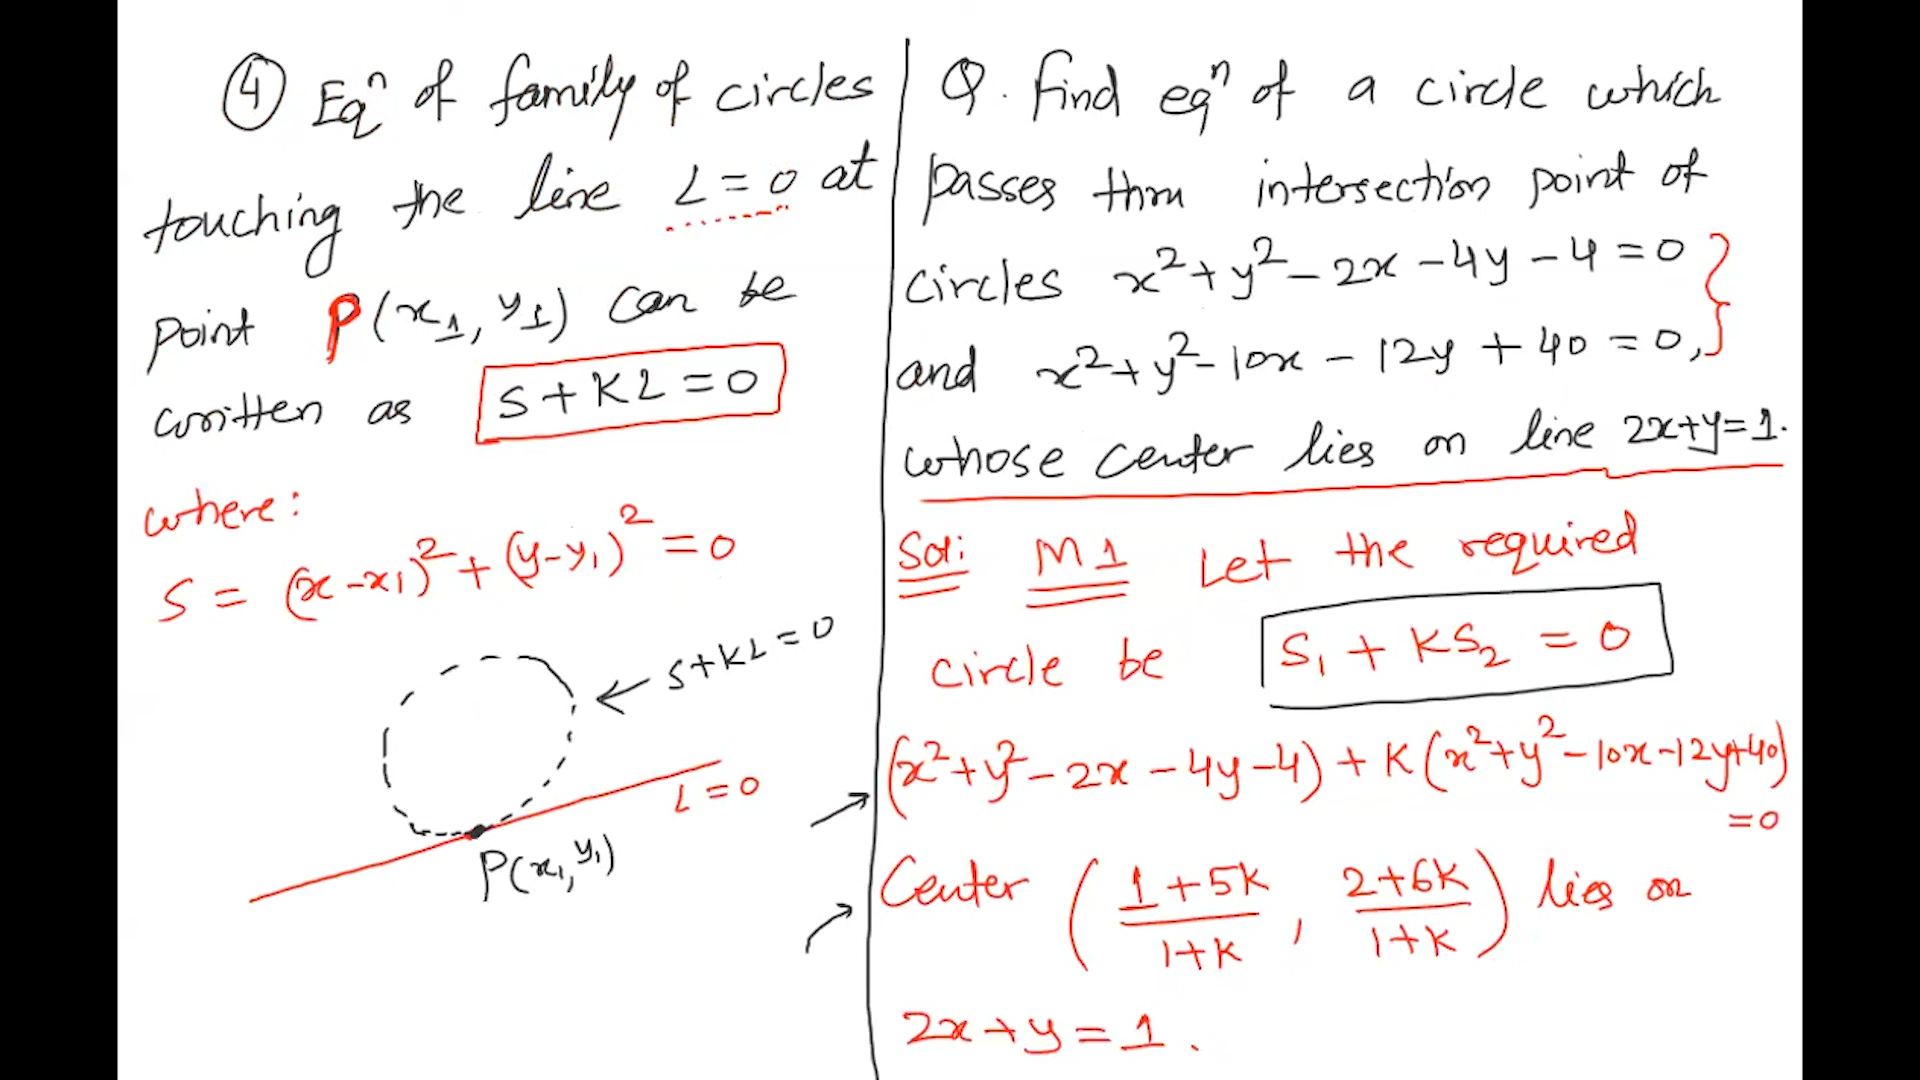 ④ Eqⁿ of family of circles
touching the line L = 0 at
point P(x₁, y₁) can be
written as S + KL = 0
where:
S = (x - x₁)² + (y - y₁)² = 0
S + KL = 0
L = 0
P(x₁, y₁)
Q. Find eqⁿ of a circle which
passes thru intersection point of
circles x² + y² - 2x - 4y - 4 = 0
and x² + y² - 10x - 12y + 40 = 0,
whose center lies on line 2x+y=1.
Sol: M1 Let the required
circle be S₁ + KS₂ = 0
(x² + y² - 2x - 4y - 4) + K(x² + y² - 10x - 12y + 40)
= 0
Center ( (1+5K)/(1+K) , (2+6K)/(1+K) ) lies on
2x + y = 1.